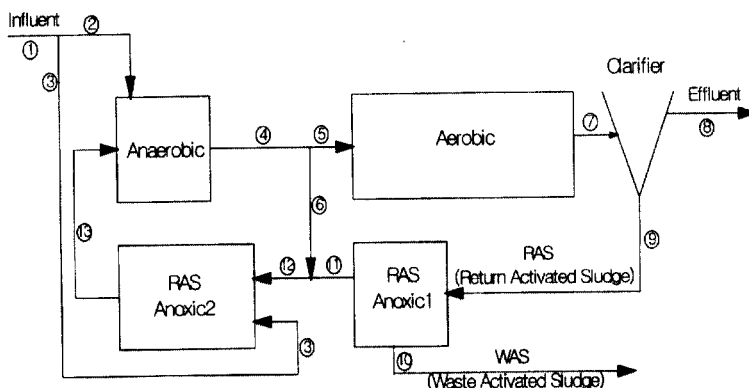 Influent
①
②
③
Clarifier
Effluent
⑧
Anaerobic
④
⑤
Aerobic
⑦
⑥
⑬
⑨
RAS
(Return Activated Sludge)
RAS
Anoxic2
⑫
⑪
RAS
Anoxic1
③
⑩
WAS
(Waste Activated Sludge)